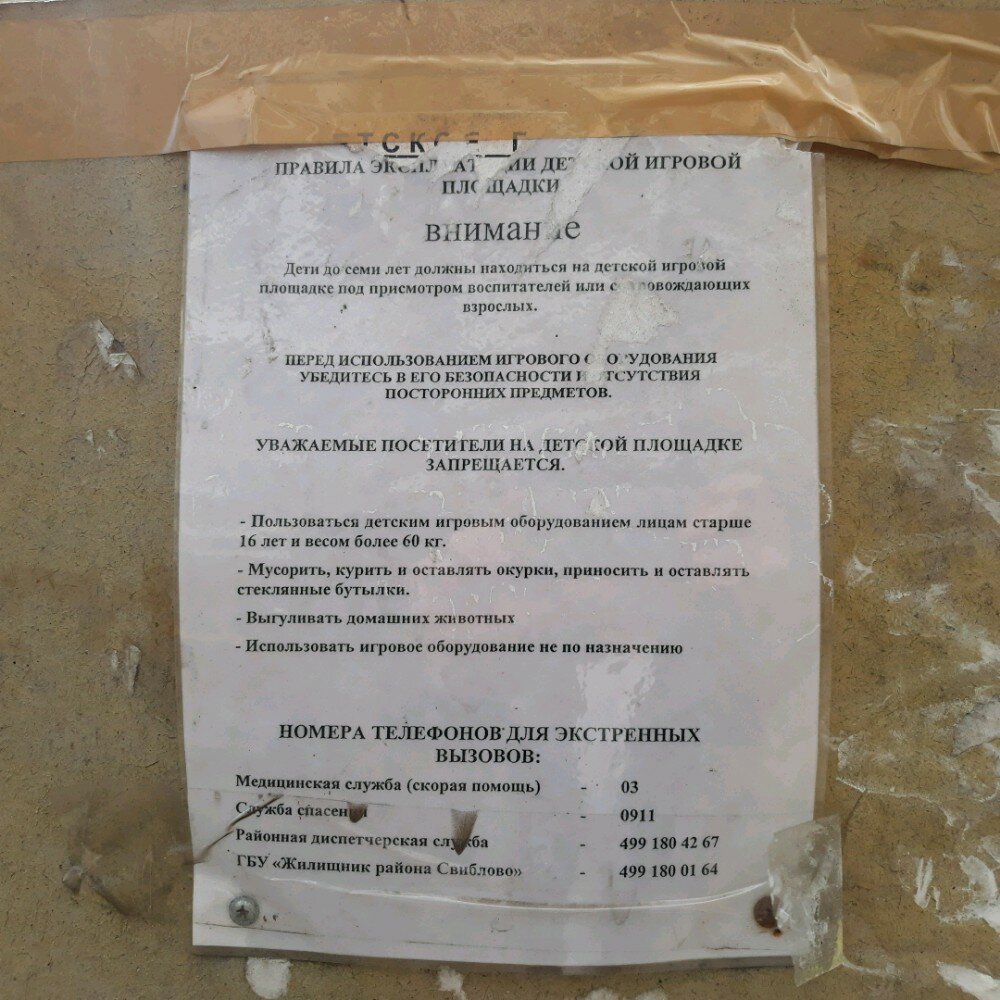 ПРАВИЛА ЭКСПЛУАТАЦИИ ДЕТСКОЙ ИГРОВОЙ
ПЛОЩАДКИ
внимание
Дети до семи лет должны находиться на детской игровой
площадке под присмотром воспитателей или сопровождающих
взрослых.
ПЕРЕД ИСПОЛЬЗОВАНИЕМ ИГРОВОГО ОБОРУДОВАНИЯ
УБЕДИТЕСЬ В ЕГО БЕЗОПАСНОСТИ И ОТСУТСТВИЯ
ПОСТОРОННИХ ПРЕДМЕТОВ.
УВАЖАЕМЫЕ ПОСЕТИТЕЛИ НА ДЕТСКОЙ ПЛОЩАДКЕ
ЗАПРЕЩАЕТСЯ.
- Пользоваться детским игровым оборудованием лицам старше
16 лет и весом более 60 кг.
- Мусорить, курить и оставлять окурки, приносить и оставлять
стеклянные бутылки.
- Выгуливать домашних животных
- Использовать игровое оборудование не по назначению
НОМЕРА ТЕЛЕФОНОВ ДЛЯ ЭКСТРЕННЫХ
ВЫЗОВОВ:
Медицинская служба (скорая помощь) - 03
Служба спасения - 0911
Районная диспетчерская служба - 499 180 42 67
ГБУ «Жилищник района Свиблово» - 499 180 01 64